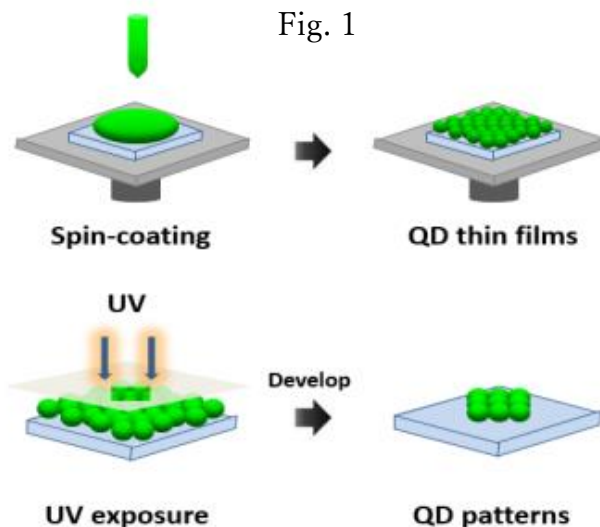 Fig. 1
Spin-coating
QD thin films
UV
Develop
UV exposure
QD patterns